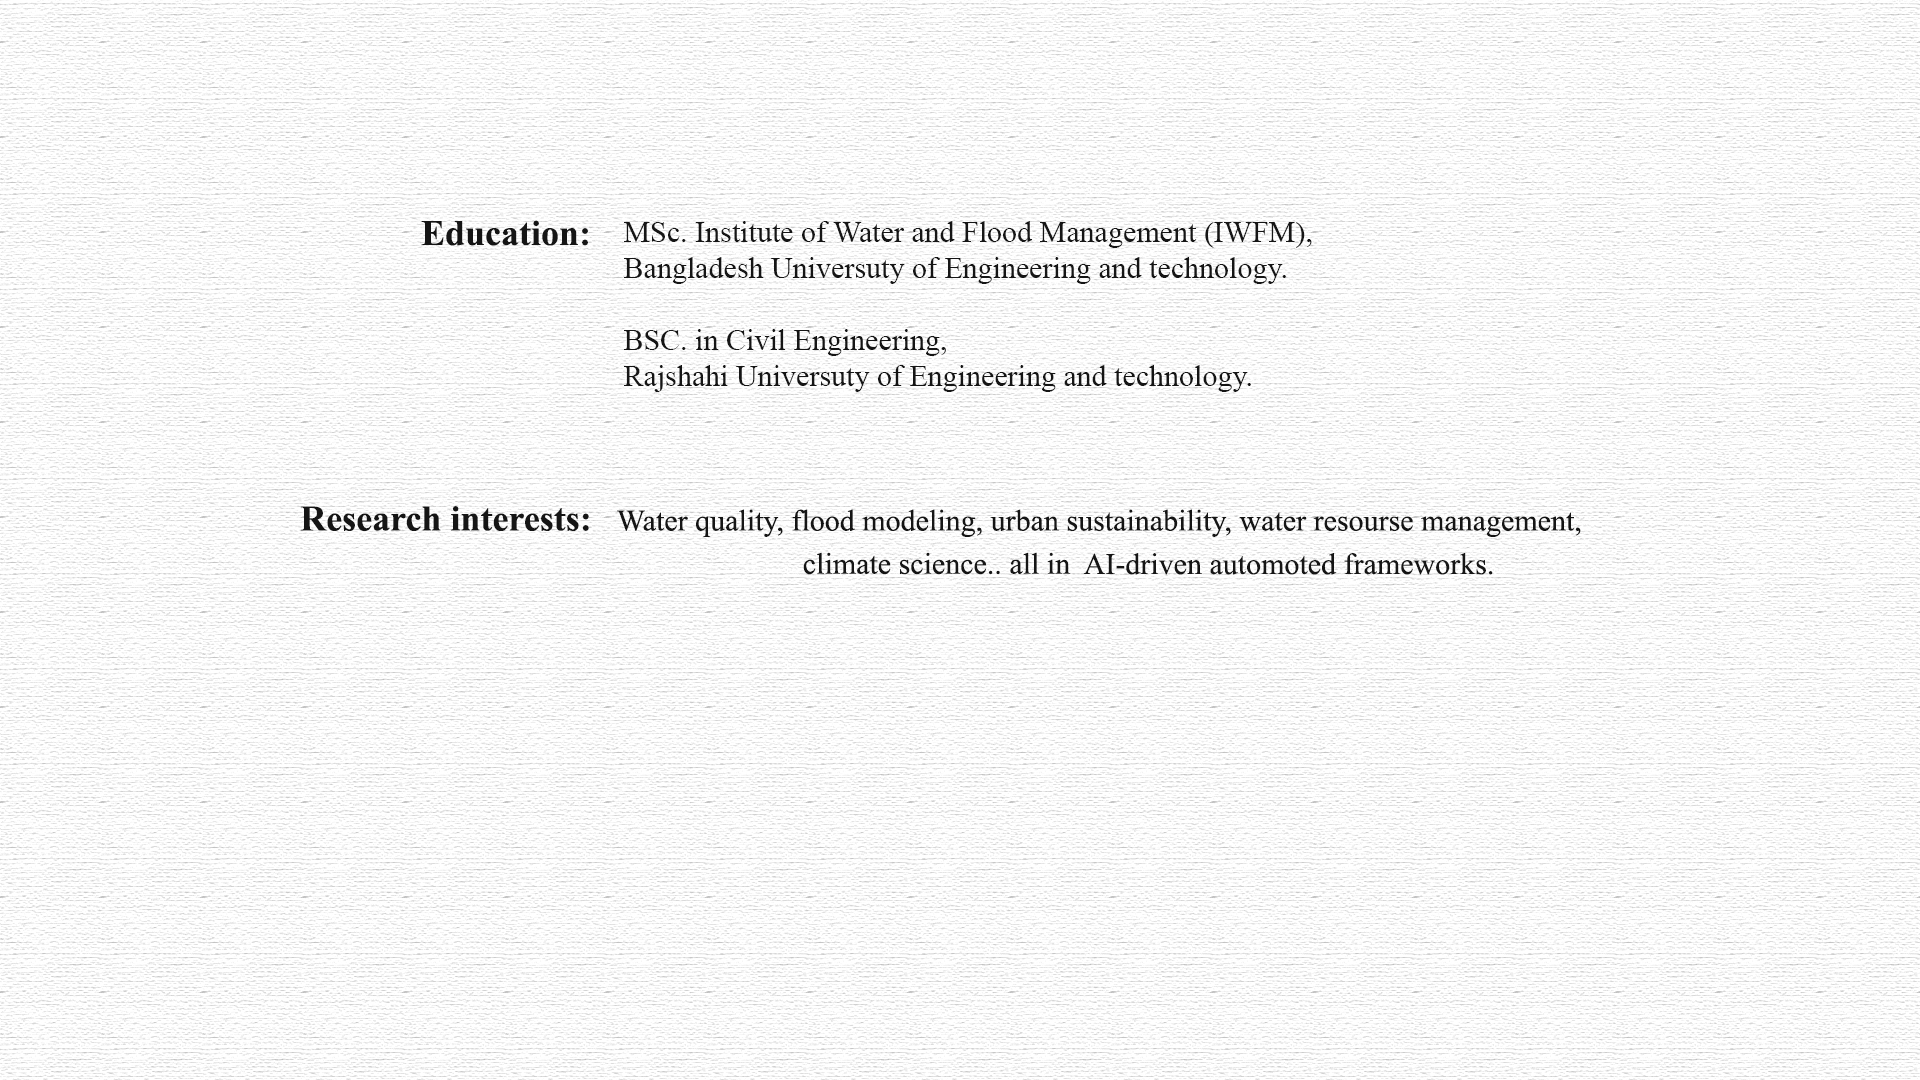 Education: MSc. Institute of Water and Flood Management (IWFM),
Bangladesh Universuty of Engineering and technology.
BSC. in Civil Engineering,
Rajshahi Universuty of Engineering and technology.
Research interests: Water quality, flood modeling, urban sustainability, water resourse management,
climate science.. all in AI-driven automoted frameworks.